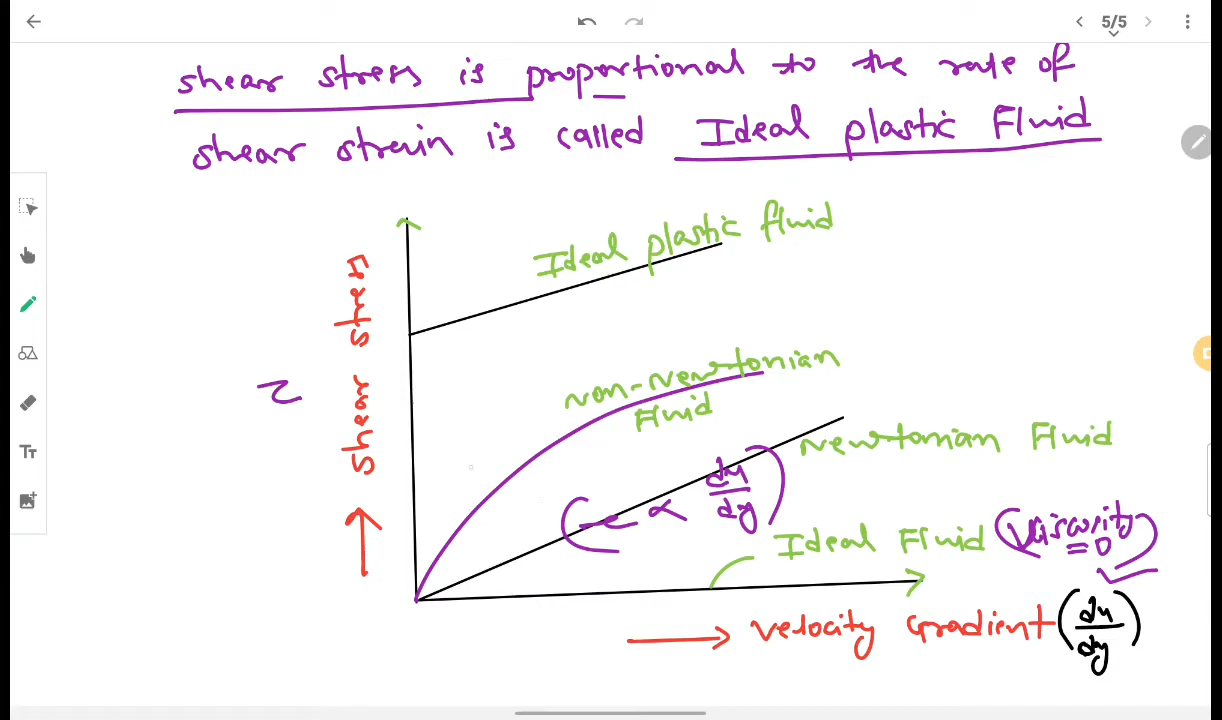 5/5
shear stress is proportional to the rate of
shear strain is called Ideal plastic Fluid
Ideal plastic fluid
shear stress
τ
non-newtonian
Fluid
newtonian Fluid
τ ∝ du/dy
Ideal Fluid (Viscosity
= 0)
velocity Gradient (du/dy)
Tт